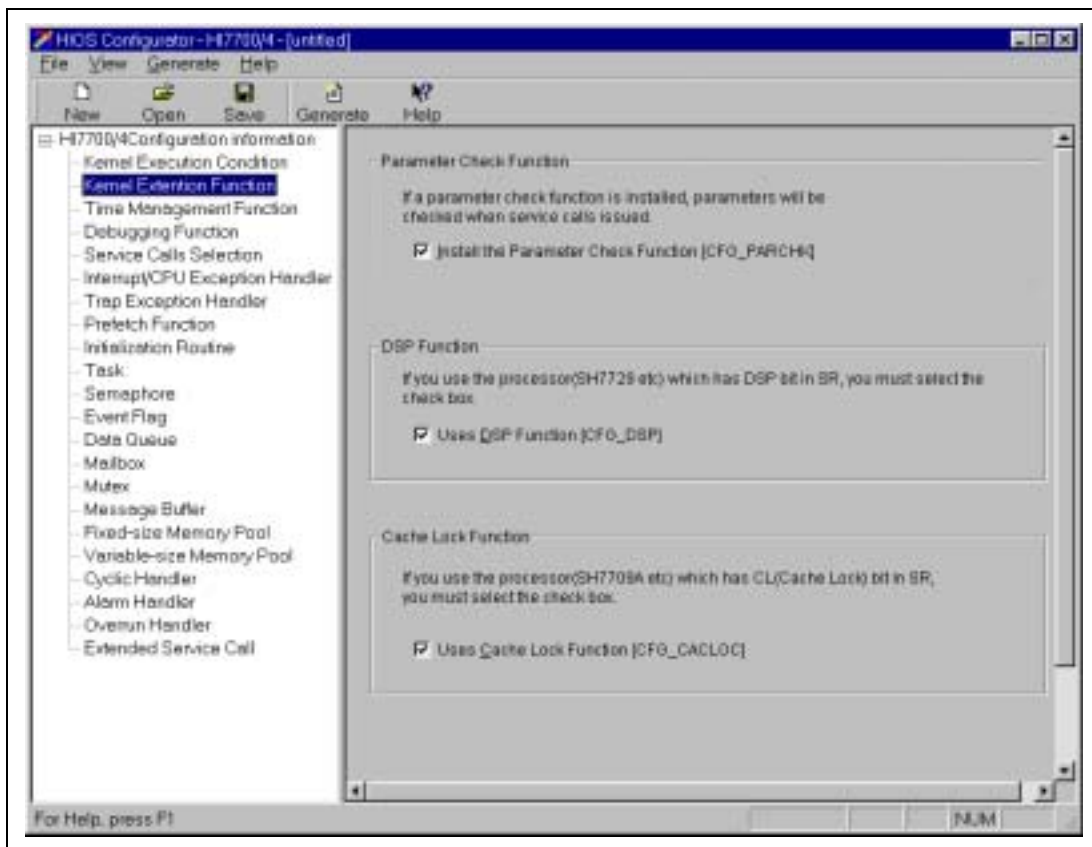 HIOS Configurator - HI7700/4 - [untitled]
File View Generate Help
New Open Save Generate Help
HI7700/4Configuration information
Kernel Execution Condition
Kernel Extention Function
Time Management Function
Debugging Function
Service Calls Selection
Interrupt/CPU Exception Handler
Trap Exception Handler
Prefetch Function
Initialization Routine
Task
Semaphore
Event Flag
Data Queue
Mailbox
Mutex
Message Buffer
Fixed-size Memory Pool
Variable-size Memory Pool
Cyclic Handler
Alarm Handler
Overrun Handler
Extended Service Call
Parameter Check Function
If a parameter check function is installed, parameters will be
checked when service calls issued.
Install the Parameter Check Function [CFG_PARCHK]
DSP Function
If you use the processor(SH7729 etc) which has DSP bit in SR, you must select the
check box.
Uses DSP Function [CFG_DSP]
Cache Lock Function
If you use the processor(SH7709A etc) which has CL(Cache Lock) bit in SR,
you must select the check box.
Uses Cache Lock Function [CFG_CACLOC]
For Help, press F1
NUM